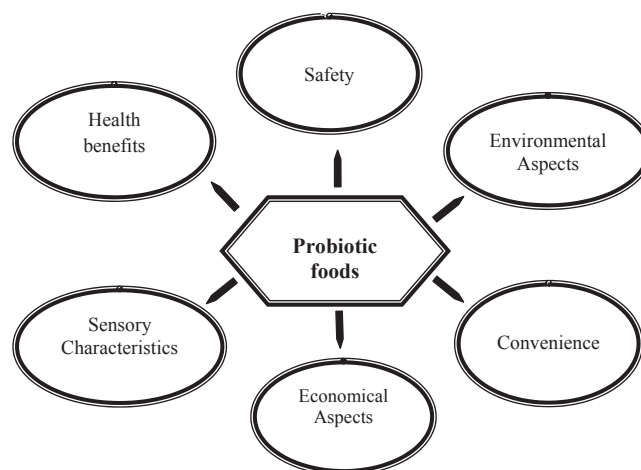 Safety
Health
benefits
Environmental
Aspects
Probiotic
foods
Sensory
Characteristics
Convenience
Economical
Aspects